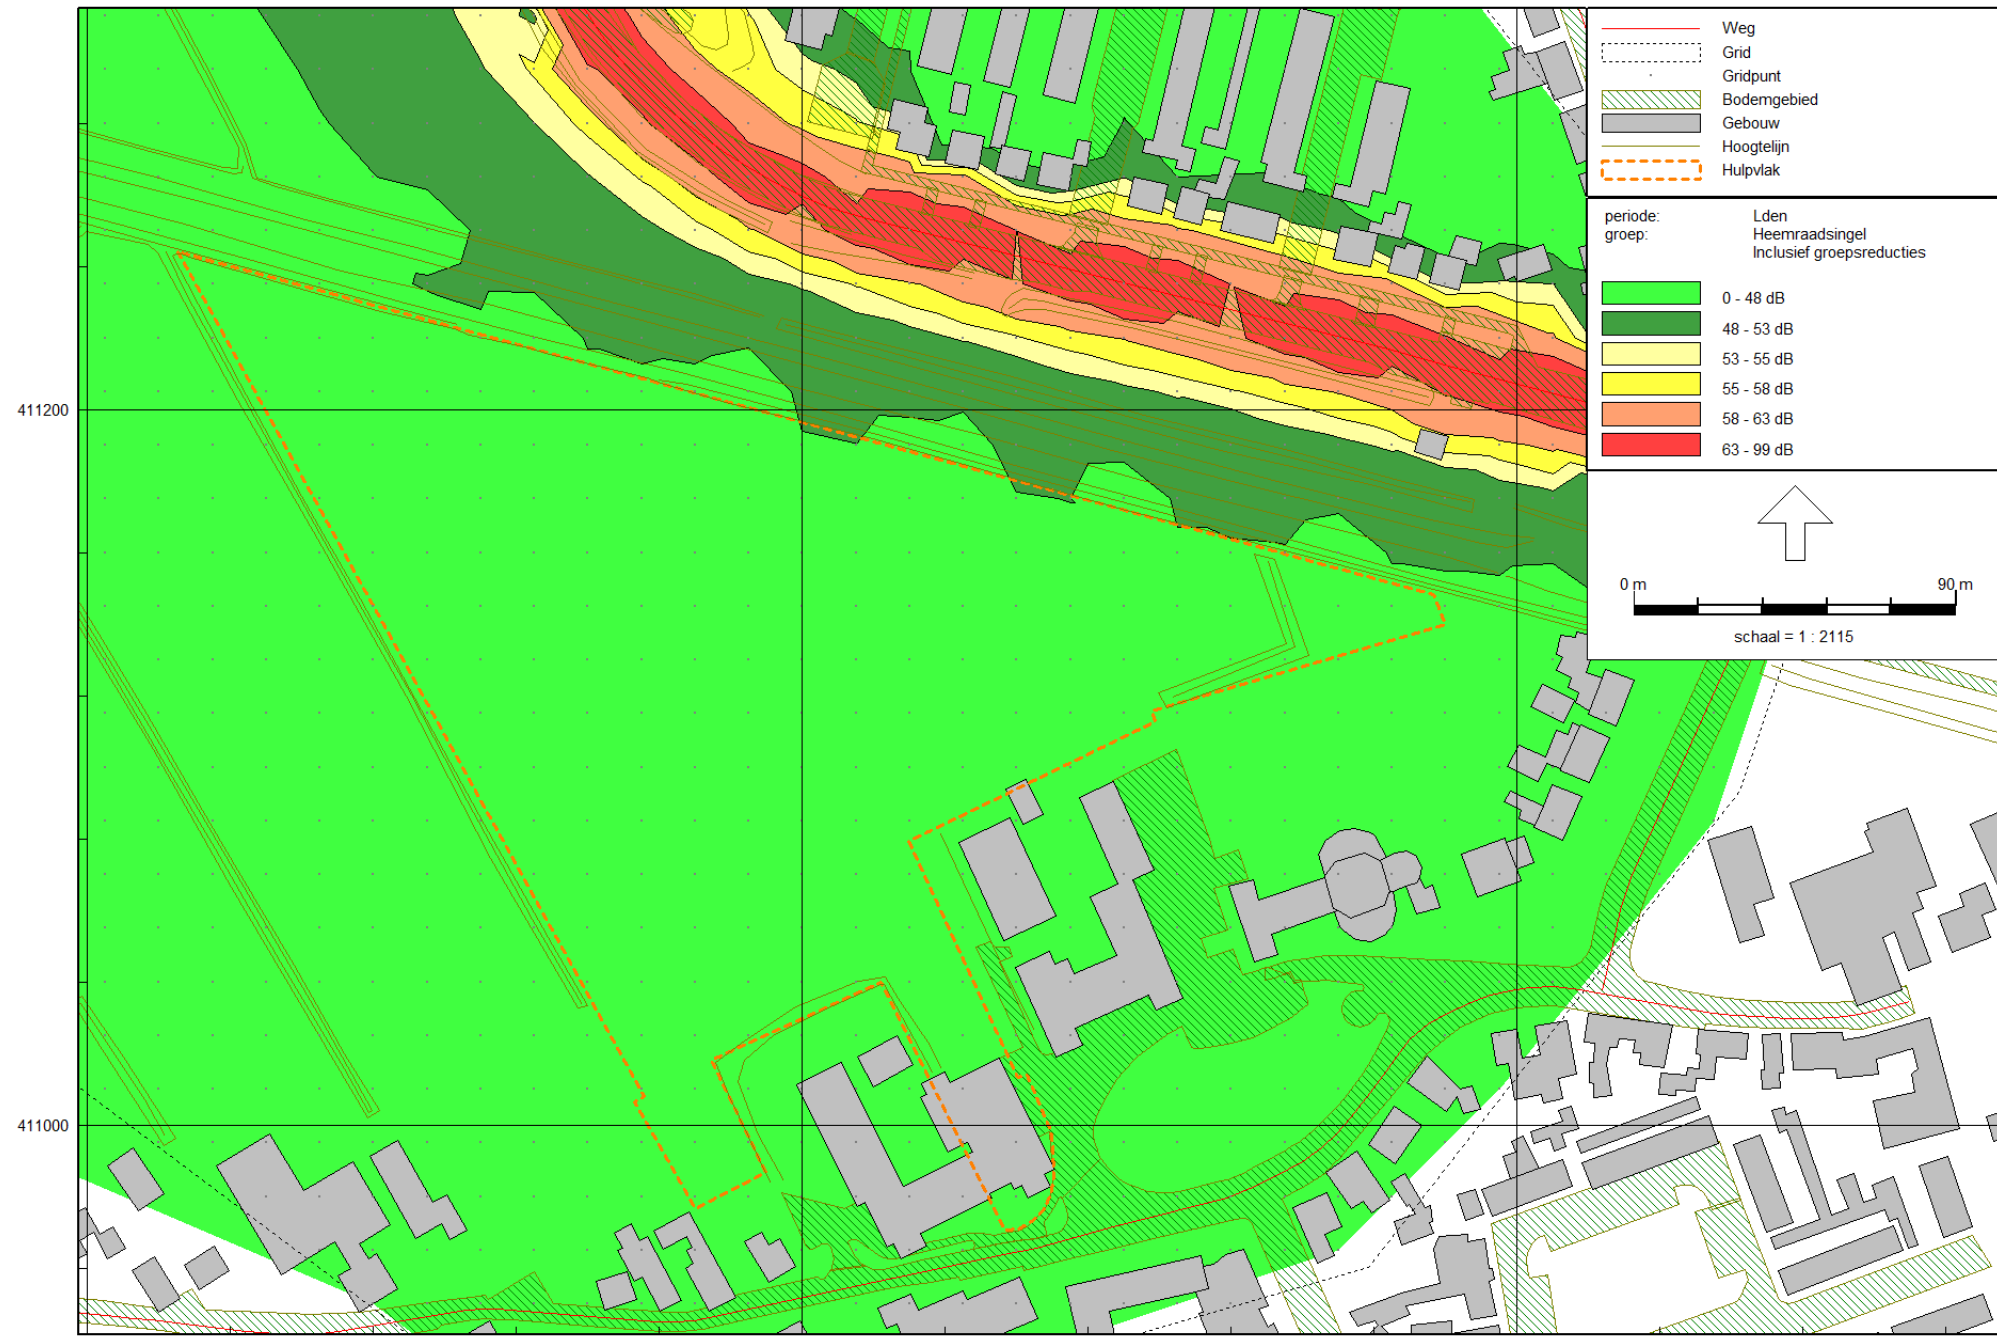 Weg
Grid
Gridpunt
Bodemgebied
Gebouw
Hoogtelijn
Hulpvlak
periode: Lden
groep: Heemraadsingel
Inclusief groepsreducties
0 - 48 dB
48 - 53 dB
53 - 55 dB
55 - 58 dB
58 - 63 dB
63 - 99 dB
0 m 90 m
schaal = 1 : 2115
411200
411000